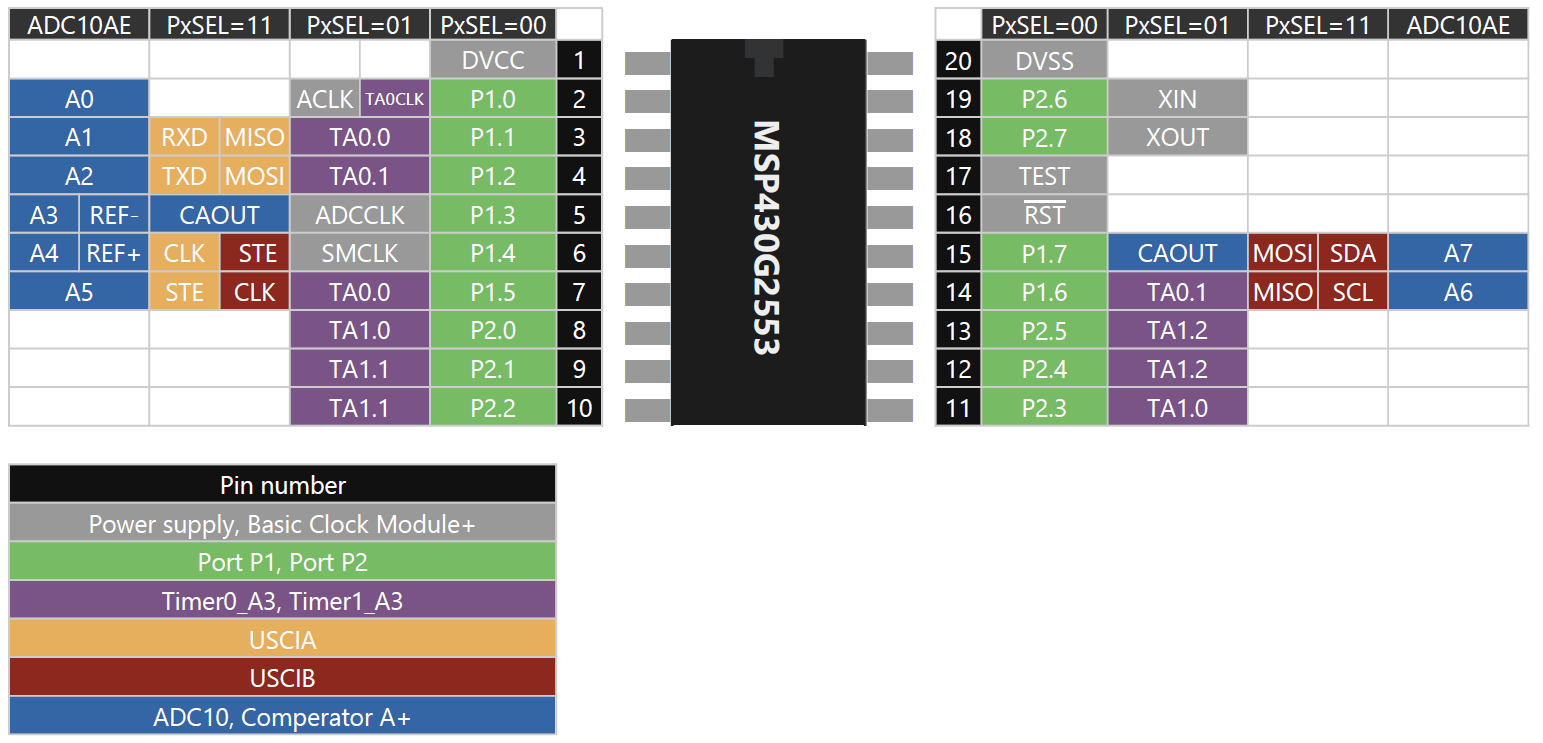 ADC10AE PxSEL=11 PxSEL=01 PxSEL=00
DVCC 1
A0 ACLK TA0CLK P1.0 2
A1 RXD MISO TA0.0 P1.1 3
A2 TXD MOSI TA0.1 P1.2 4
A3 REF- CAOUT ADCCLK P1.3 5
A4 REF+ CLK STE SMCLK P1.4 6
A5 STE CLK TA0.0 P1.5 7
TA1.0 P2.0 8
TA1.1 P2.1 9
TA1.1 P2.2 10
MSP430G2553
PxSEL=00 PxSEL=01 PxSEL=11 ADC10AE
20 DVSS
19 P2.6 XIN
18 P2.7 XOUT
17 TEST
16 RST
15 P1.7 CAOUT MOSI SDA A7
14 P1.6 TA0.1 MISO SCL A6
13 P2.5 TA1.2
12 P2.4 TA1.2
11 P2.3 TA1.0
Pin number
Power supply, Basic Clock Module+
Port P1, Port P2
Timer0_A3, Timer1_A3
USCIA
USCIB
ADC10, Comperator A+